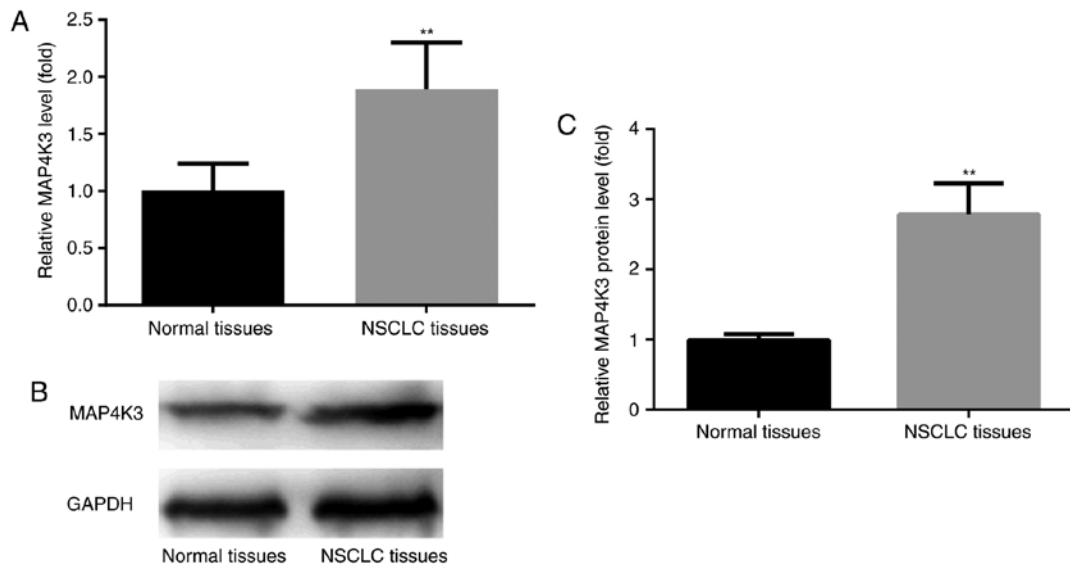 A
Relative MAP4K3 level (fold)
2.5
2.0
1.5
1.0
0.5
0.0
**
Normal tissues
NSCLC tissues
B
MAP4K3
GAPDH
Normal tissues
NSCLC tissues
C
Relative MAP4K3 protein level (fold)
4
3
2
1
0
**
Normal tissues
NSCLC tissues